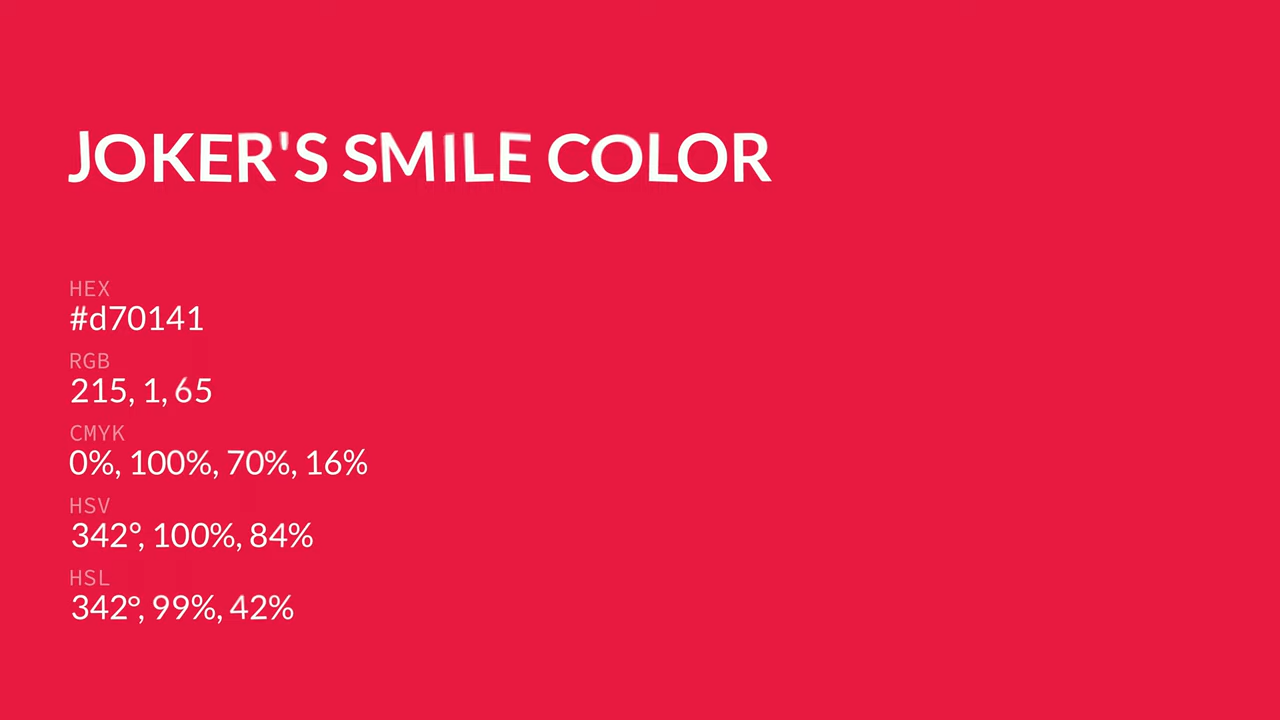 JOKER'S SMILE COLOR
HEX
#d70141
RGB
215, 1, 65
CMYK
0%, 100%, 70%, 16%
HSV
342°, 100%, 84%
HSL
342°, 99%, 42%